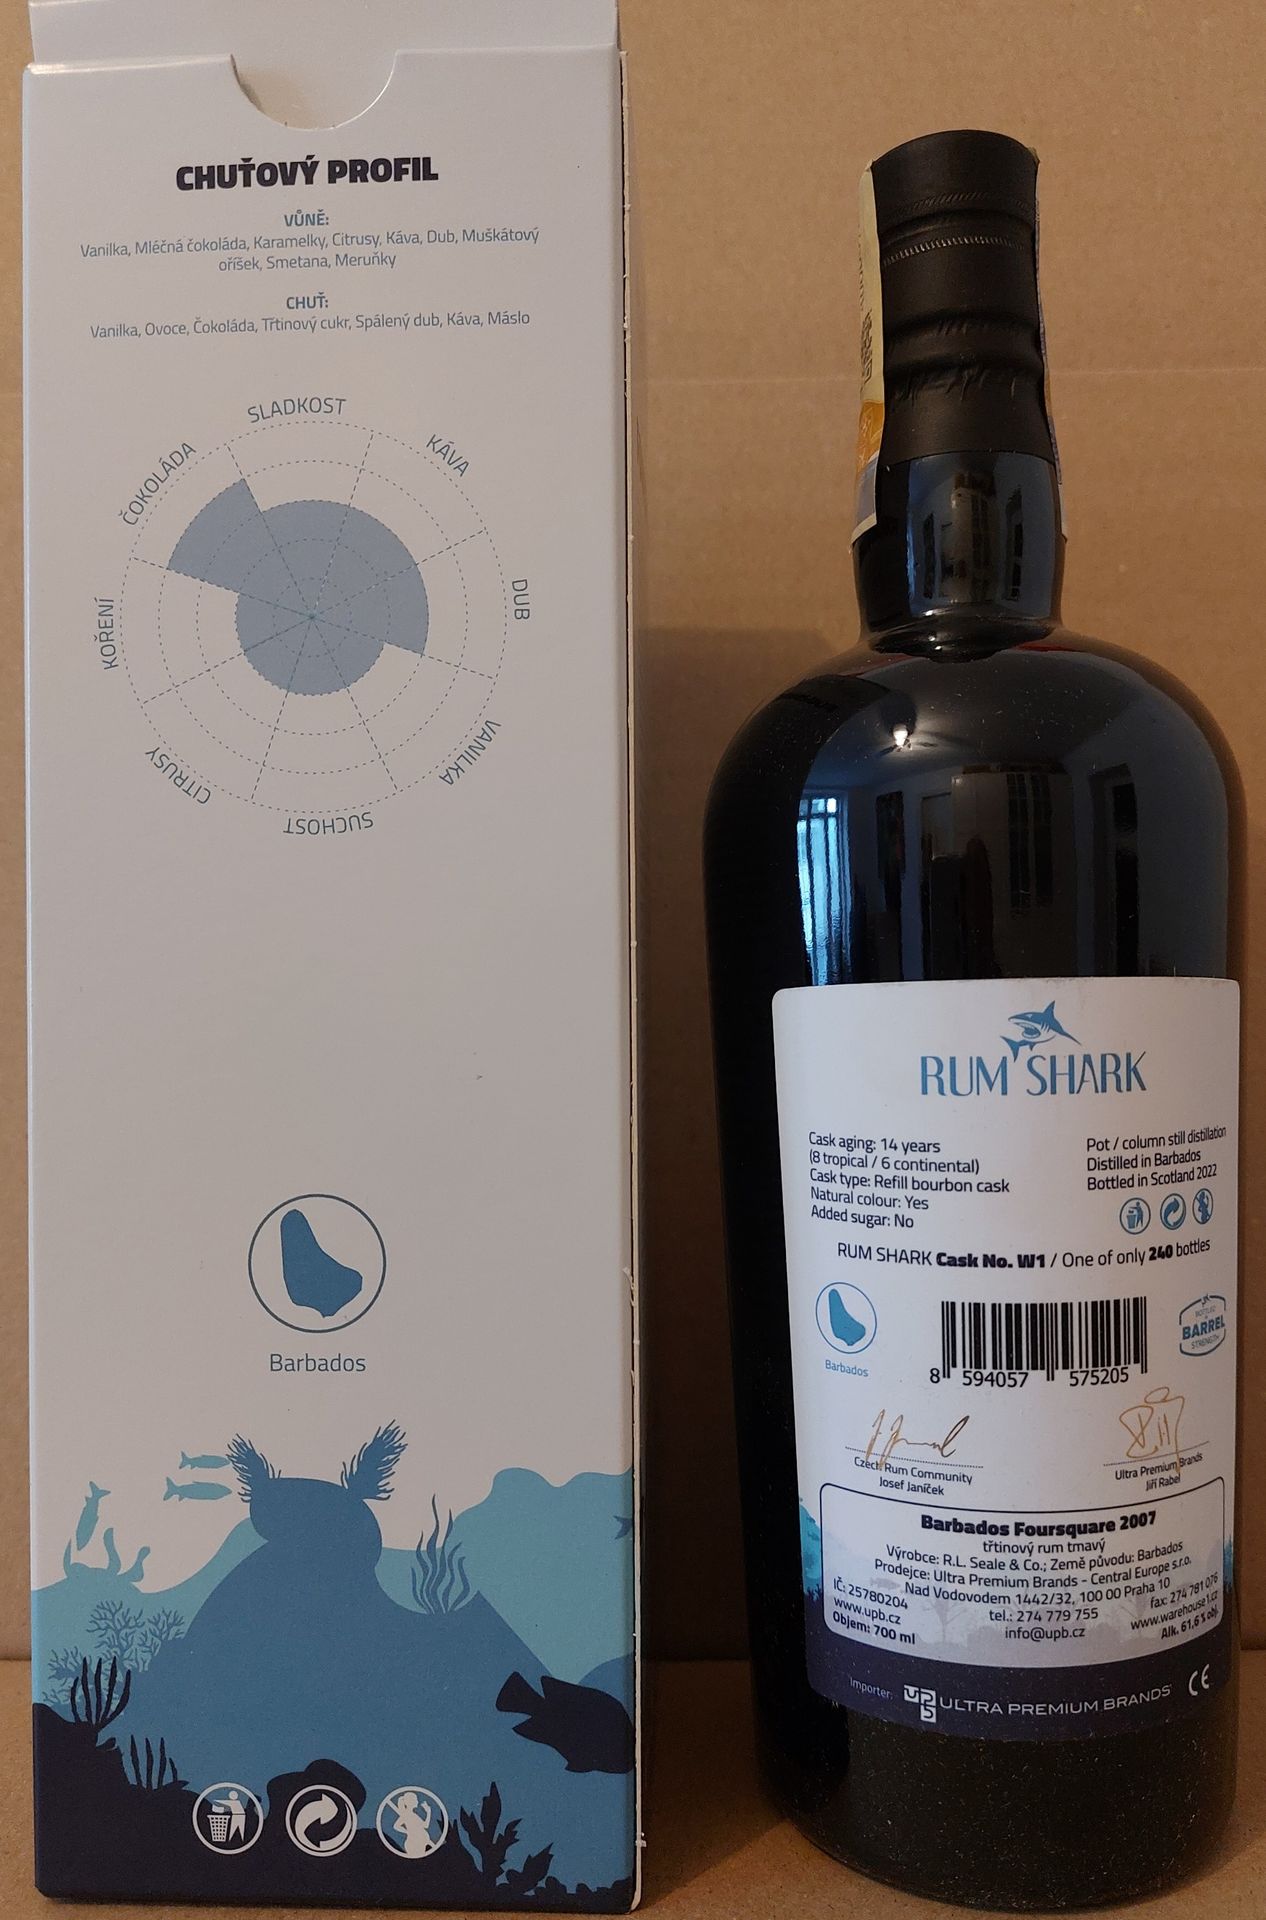 CHUŤOVÝ PROFIL
VŮNĚ:
Vanilka, Mléčná čokoláda, Karamelky, Citrusy, Káva, Dub, Muškátový
oříšek, Smetana, Meruňky
CHUŤ:
Vanilka, Ovoce, Čokoláda, Třtinový cukr, Spálený dub, Káva, Máslo
SLADKOST
KÁVA
DUB
VANILKA
SUCHOST
CITRUSY
KOŘENÍ
ČOKOLÁDA
Barbados
RUM SHARK
Cask aging: 14 years
(8 tropical / 6 continental)
Cask type: Refill bourbon cask
Natural colour: Yes
Added sugar: No
Pot / column still distillation
Distilled in Barbados
Bottled in Scotland 2022
RUM SHARK Cask No. W1 / One of only 240 bottles
Barbados
8 594057 575205
BOTTLED
BARREL
STRENGTH
Czech Rum Community
Josef Janíček
Ultra Premium Brands
Jiří Rabel
Barbados Foursquare 2007
třtinový rum tmavý
Výrobce: R.L. Seale & Co.; Země původu: Barbados
Prodejce: Ultra Premium Brands - Central Europe s.r.o.
Nad Vodovodem 1442/32, 100 00 Praha 10
IČ: 25780204
tel.: 274 779 755
fax: 274 781 076
www.upb.cz
info@upb.cz
www.warehouse1.cz
Objem: 700 ml
Alk. 61,6 % obj.
Importer:
upb ULTRA PREMIUM BRANDS
CE